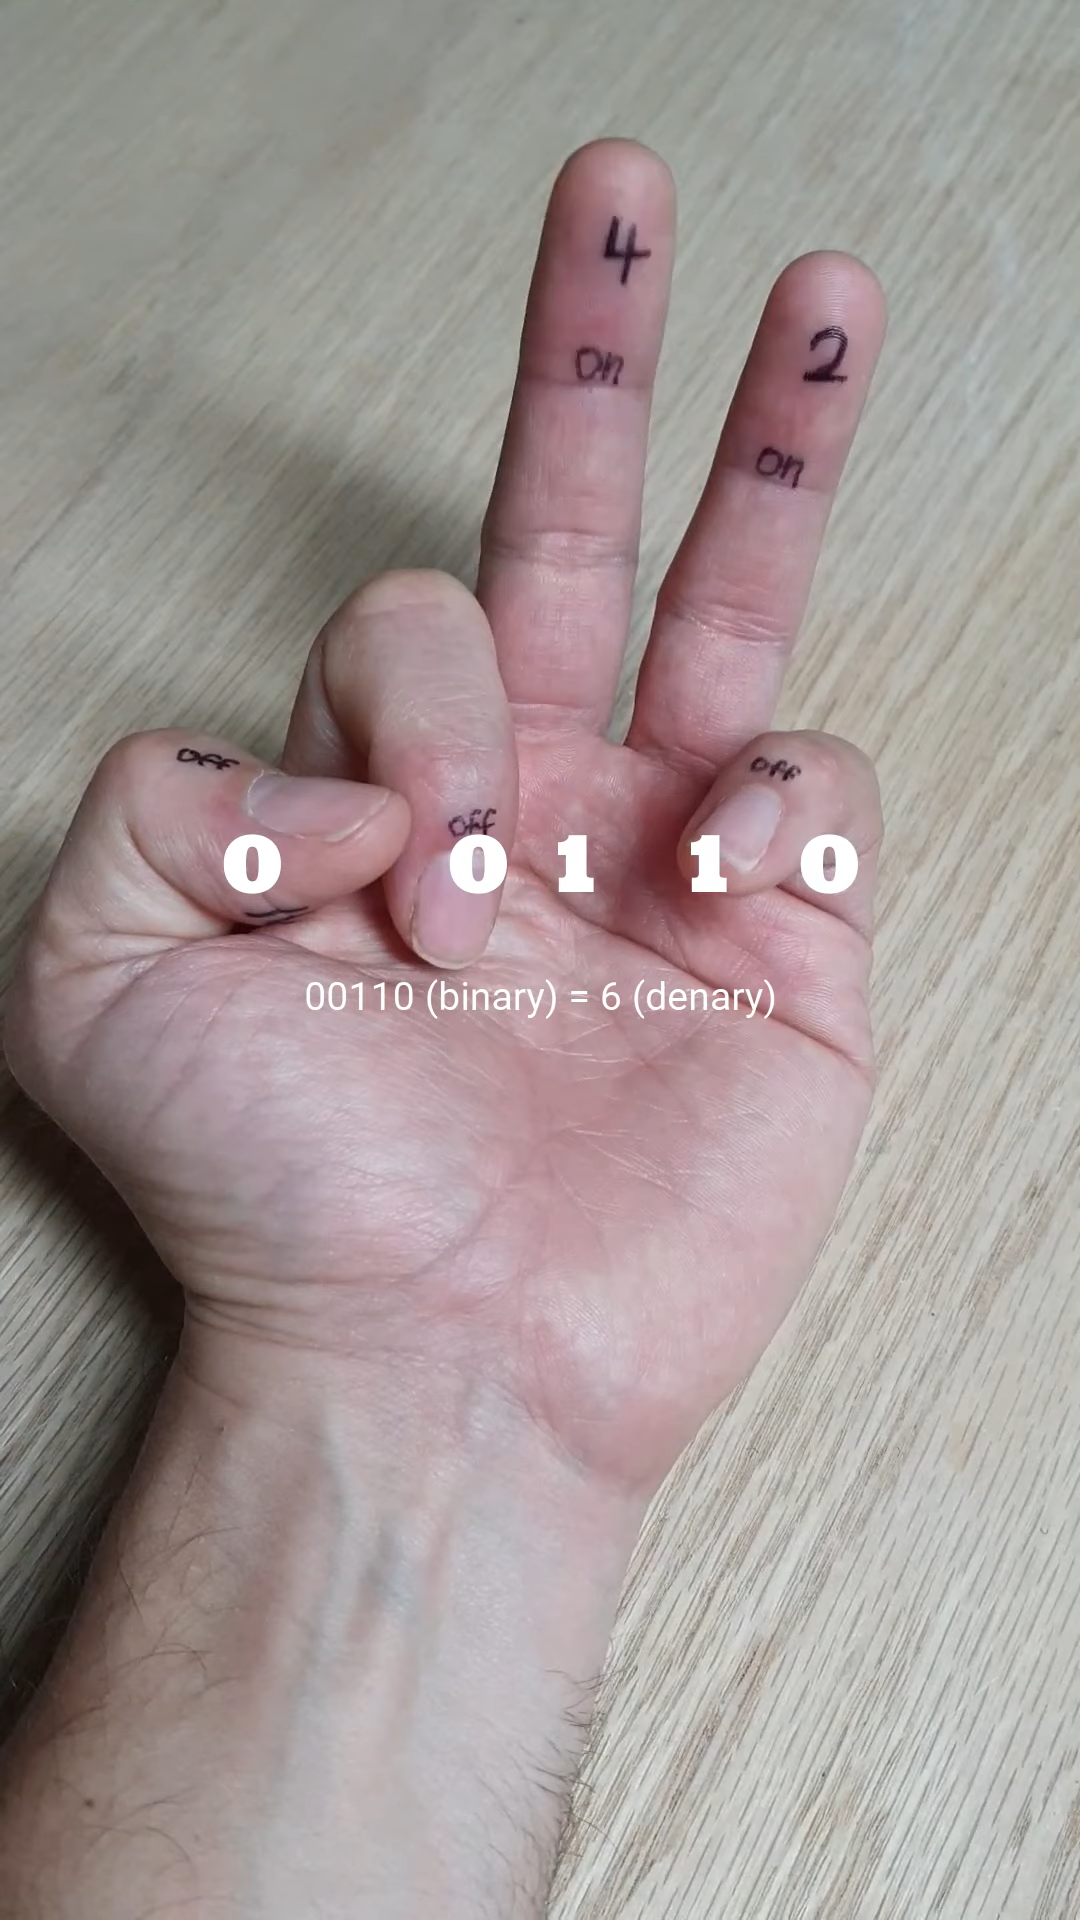 4
on
2
on
off
off
off
0 0 1 1 0
00110 (binary) = 6 (denary)